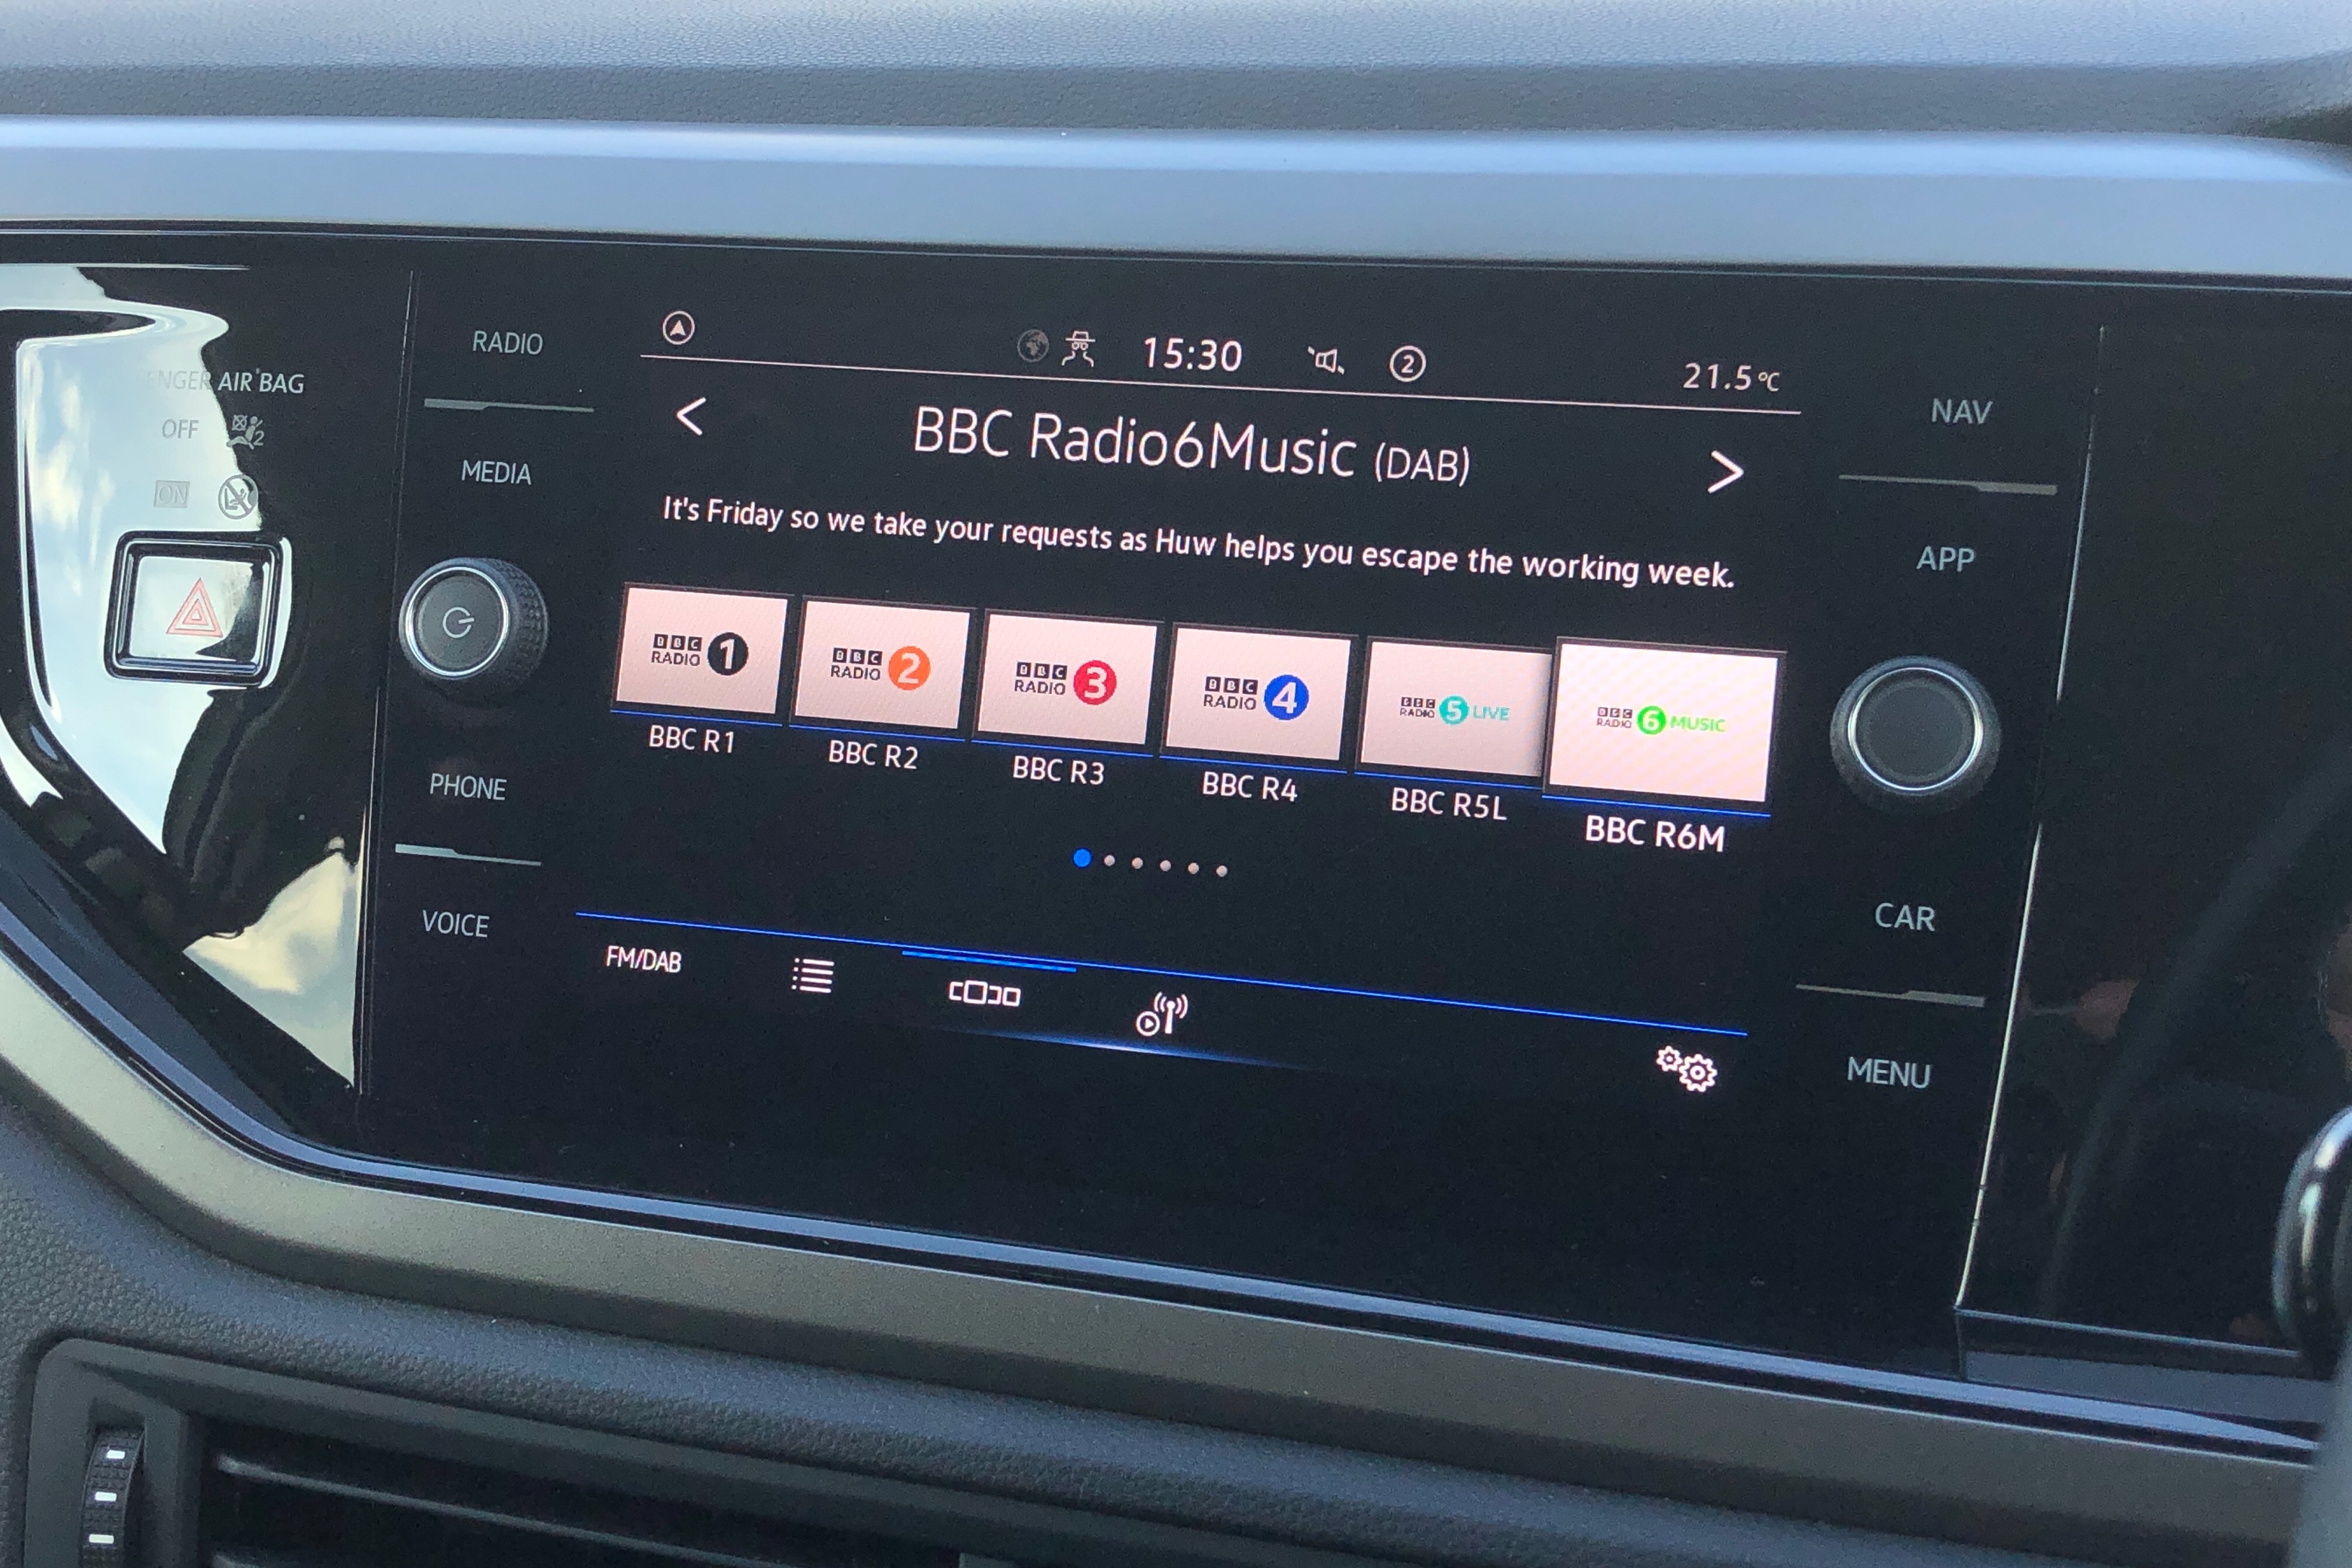 15:30
2
21.5°C
< BBC Radio6Music (DAB) >
It's Friday so we take your requests as Huw helps you escape the working week.
BBC RADIO 1
BBC RADIO 2
BBC RADIO 3
BBC RADIO 4
BBC RADIO 5 LIVE
BBC RADIO 6 MUSIC
BBC R1
BBC R2
BBC R3
BBC R4
BBC R5L
BBC R6M
FM/DAB
RADIO
MEDIA
PHONE
VOICE
NAV
APP
CAR
MENU
AIR BAG
OFF
2
ON